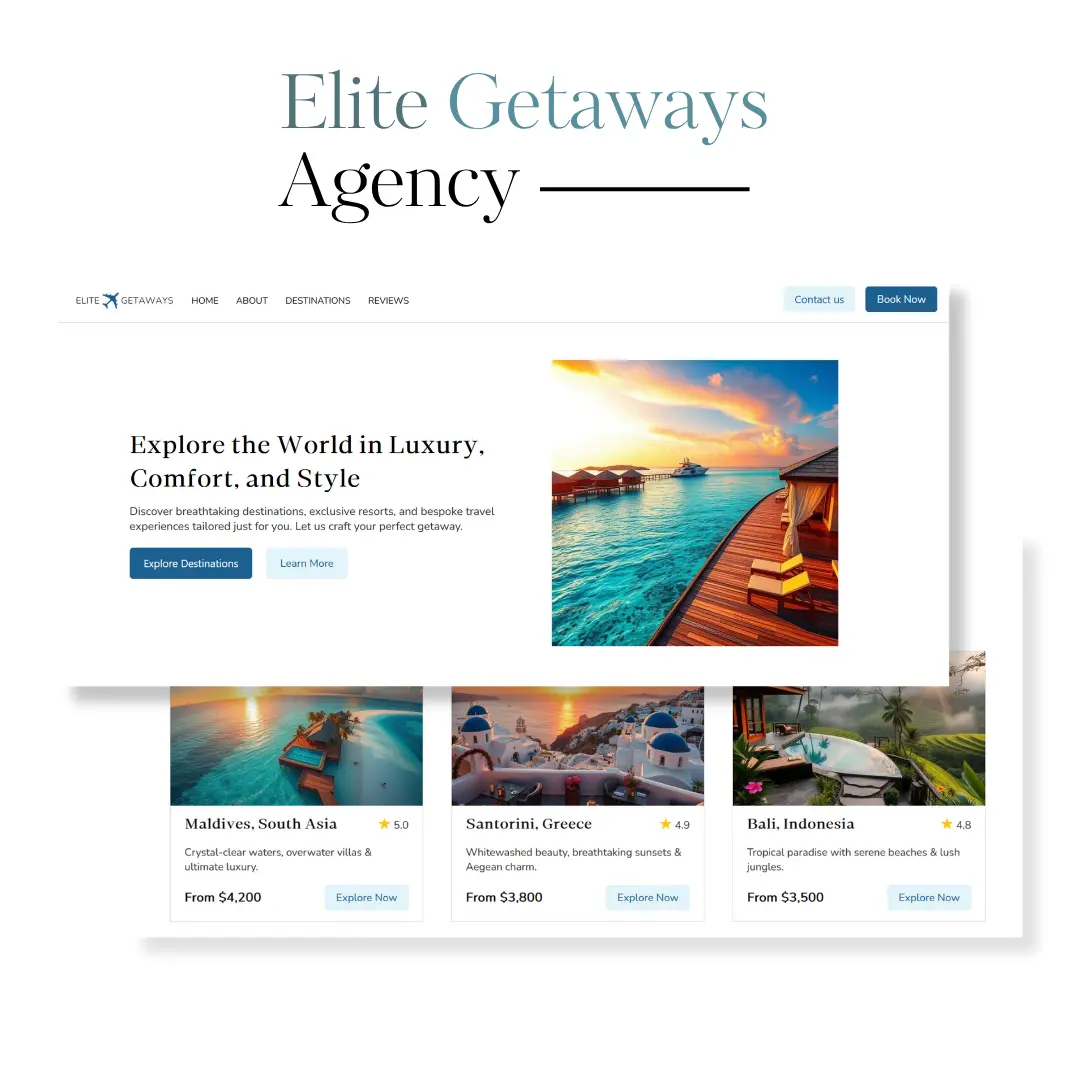 Elite Getaways
Agency
ELITE GETAWAYS HOME ABOUT DESTINATIONS REVIEWS Contact us Book Now
Explore the World in Luxury,
Comfort, and Style
Discover breathtaking destinations, exclusive resorts, and bespoke travel
experiences tailored just for you. Let us craft your perfect getaway.
Explore Destinations Learn More
Maldives, South Asia 5.0
Crystal-clear waters, overwater villas &
ultimate luxury.
From $4,200 Explore Now
Santorini, Greece 4.9
Whitewashed beauty, breathtaking sunsets &
Aegean charm.
From $3,800 Explore Now
Bali, Indonesia 4.8
Tropical paradise with serene beaches & lush
jungles.
From $3,500 Explore Now